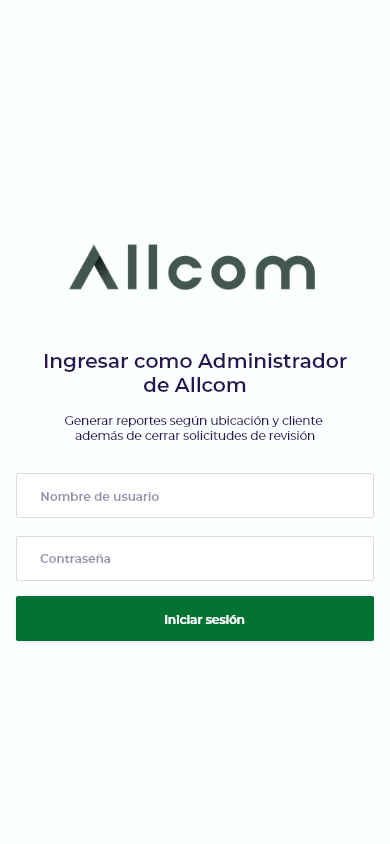 Allcom
Ingresar como Administrador
de Allcom
Generar reportes según ubicación y cliente
además de cerrar solicitudes de revisión
Nombre de usuario
Contraseña
Iniciar sesión